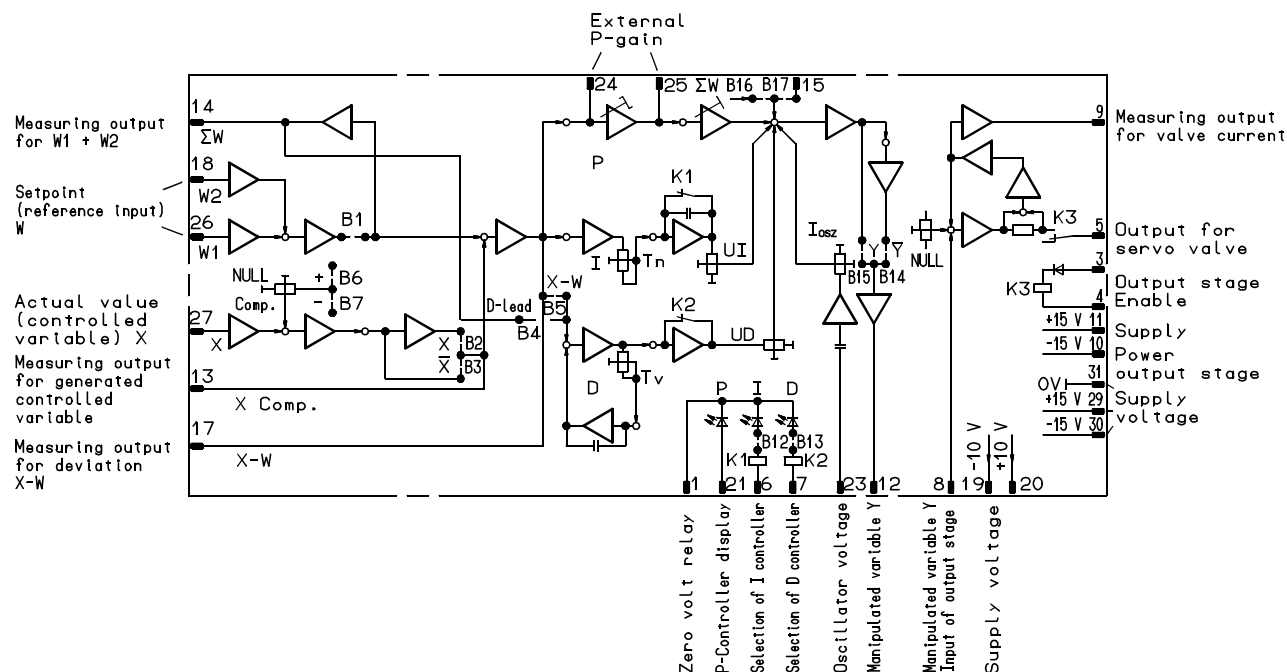 External
P-gain
24
25
ΣW
B16
B17
15
14
ΣW
Measuring output
for W1 + W2
18
W2
Setpoint
(reference input)
W
26
W1
B1
NULL
Comp.
+
B6
-
B7
Actual value
(controlled
variable) X
27
X
X
B2
X̅
B3
Measuring output
for generated
controlled
variable
13
X Comp.
Measuring output
for deviation
X-W
17
X-W
P
K1
I
Tn
UI
X-W
B5
D-lead
B4
K2
UD
D
Tv
Iosz
Y
Y̅
B15
B14
NULL
P
I
D
B12
B13
K1
K2
9
Measuring output
for valve current
K3
5
Output for
servo valve
3
K3
Output stage
Enable
4
+15 V 11
Supply
-15 V 10
Power
output stage
31
0V
Supply
voltage
+15 V 29
-15 V 30
-10 V
+10 V
1
21
6
7
23
12
8
19
20
Zero volt relay
P-Controller display
Selection of I controller
Selection of D controller
Oscillator voltage
Manipulated variable Y
Manipulated variable Y
Input of output stage
Supply voltage